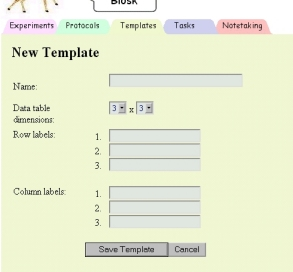 Blosk
Experiments Protocols Templates Tasks Notetaking
New Template
Name:
Data table dimensions: 3 x 3
Row labels: 1.
2.
3.
Column labels: 1.
2.
3.
Save Template Cancel